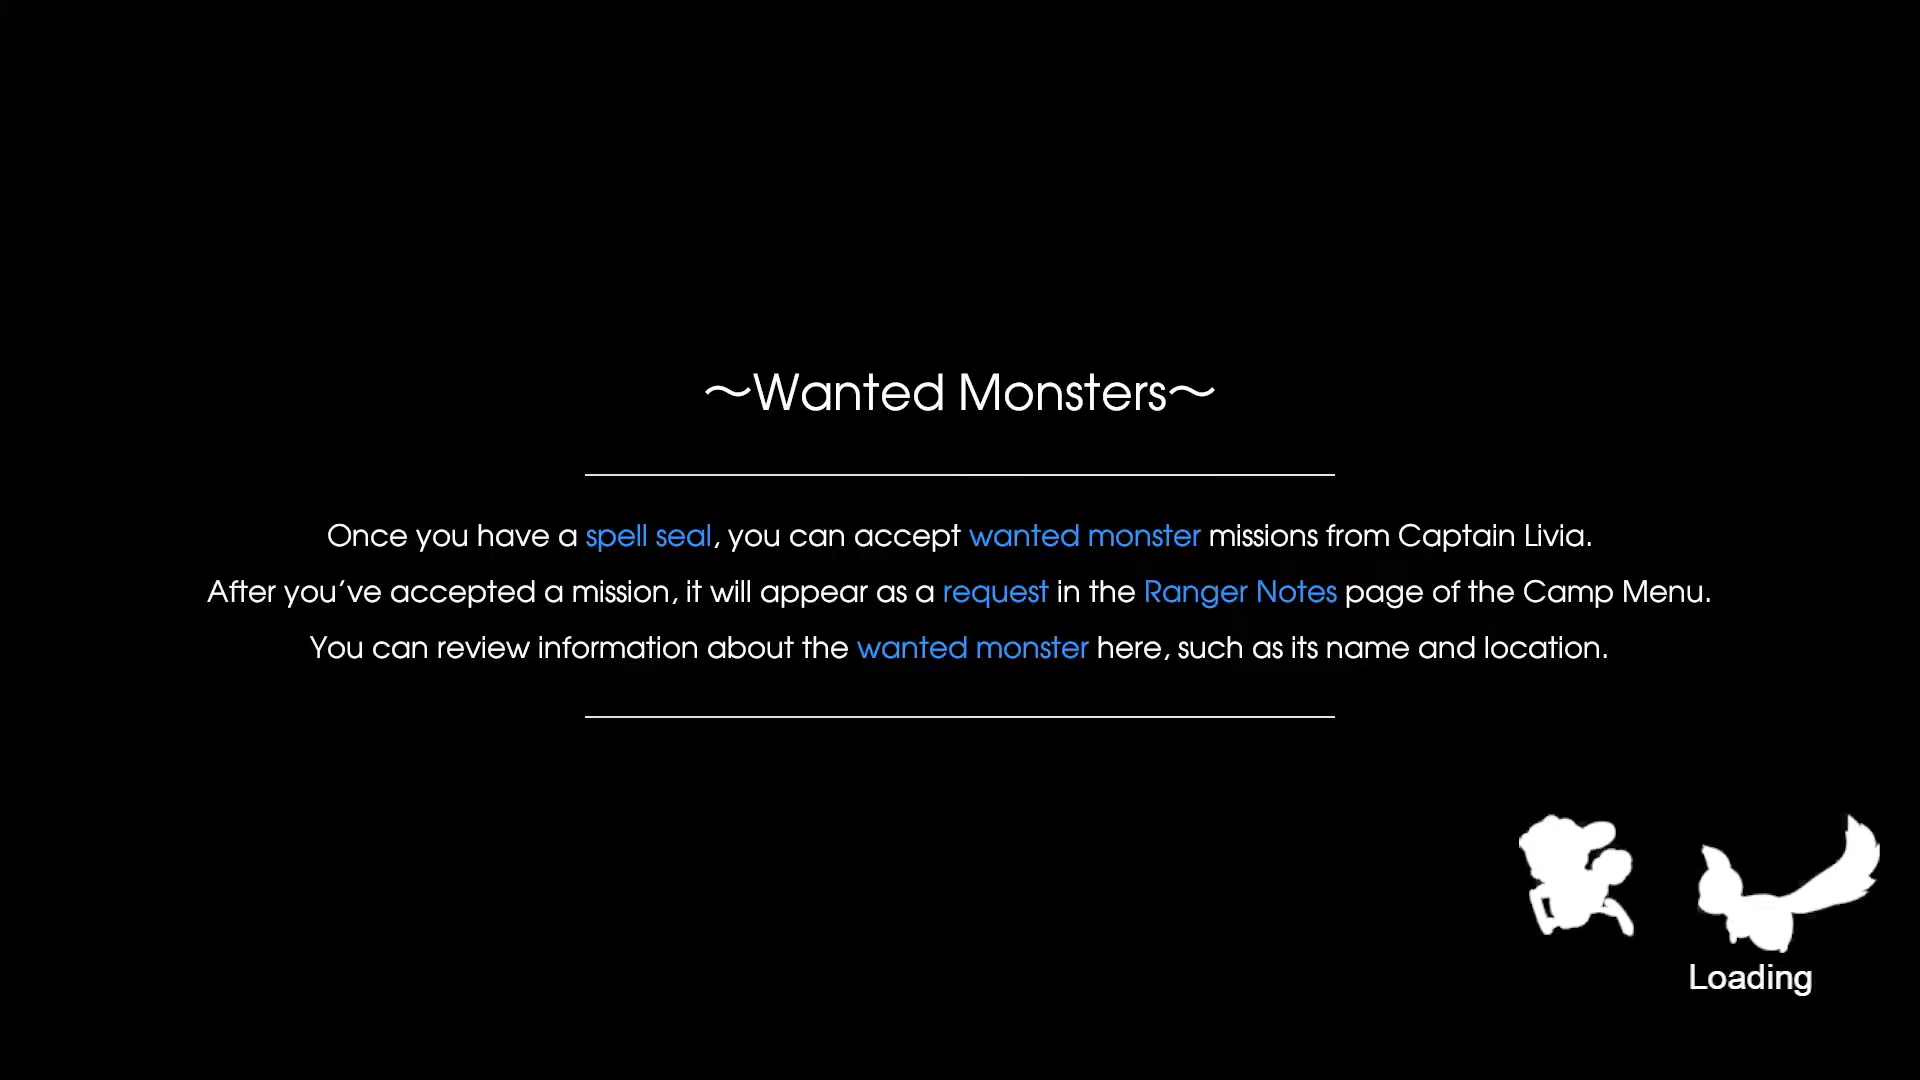 ～Wanted Monsters～
Once you have a spell seal, you can accept wanted monster missions from Captain Livia.
After you’ve accepted a mission, it will appear as a request in the Ranger Notes page of the Camp Menu.
You can review information about the wanted monster here, such as its name and location.
Loading